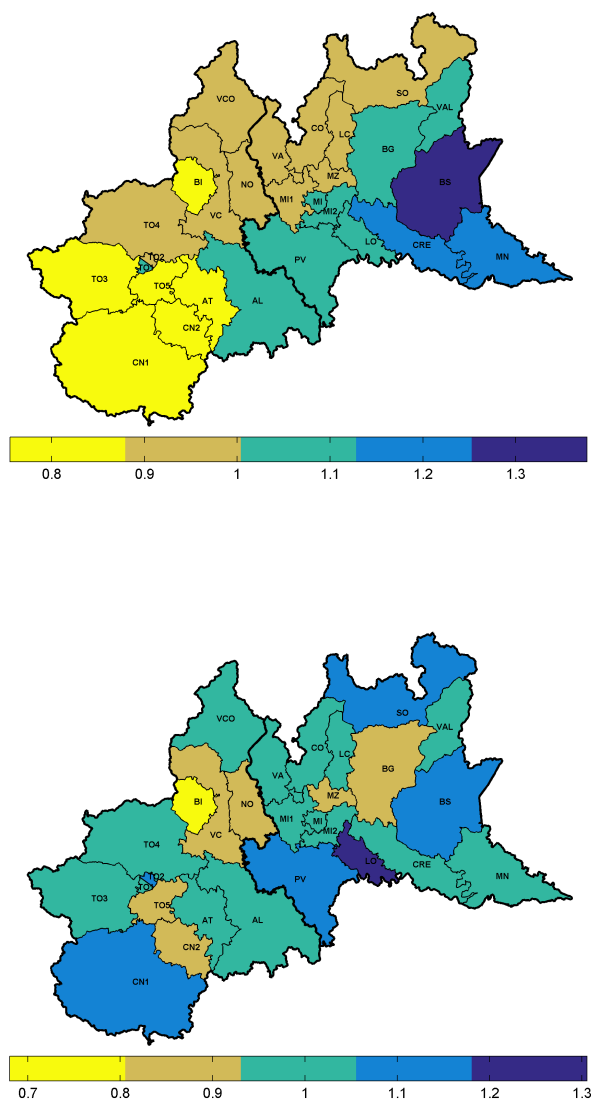 SO
VCO
VAL
CO
LC
BG
VA
MZ
BI
NO
BS
MI1
MI
MI2
VC
TO4
LO
CRE
MN
TO2
PV
TO3
TO5
AT
AL
CN2
CN1
0.8 0.9 1 1.1 1.2 1.3
SO
VCO
VAL
CO
LC
BG
VA
MZ
BI
NO
BS
MI1
MI
MI2
VC
TO4
LO
CRE
MN
TO2
PV
TO1
TO3
TO5
AT
AL
CN2
CN1
0.7 0.8 0.9 1 1.1 1.2 1.3